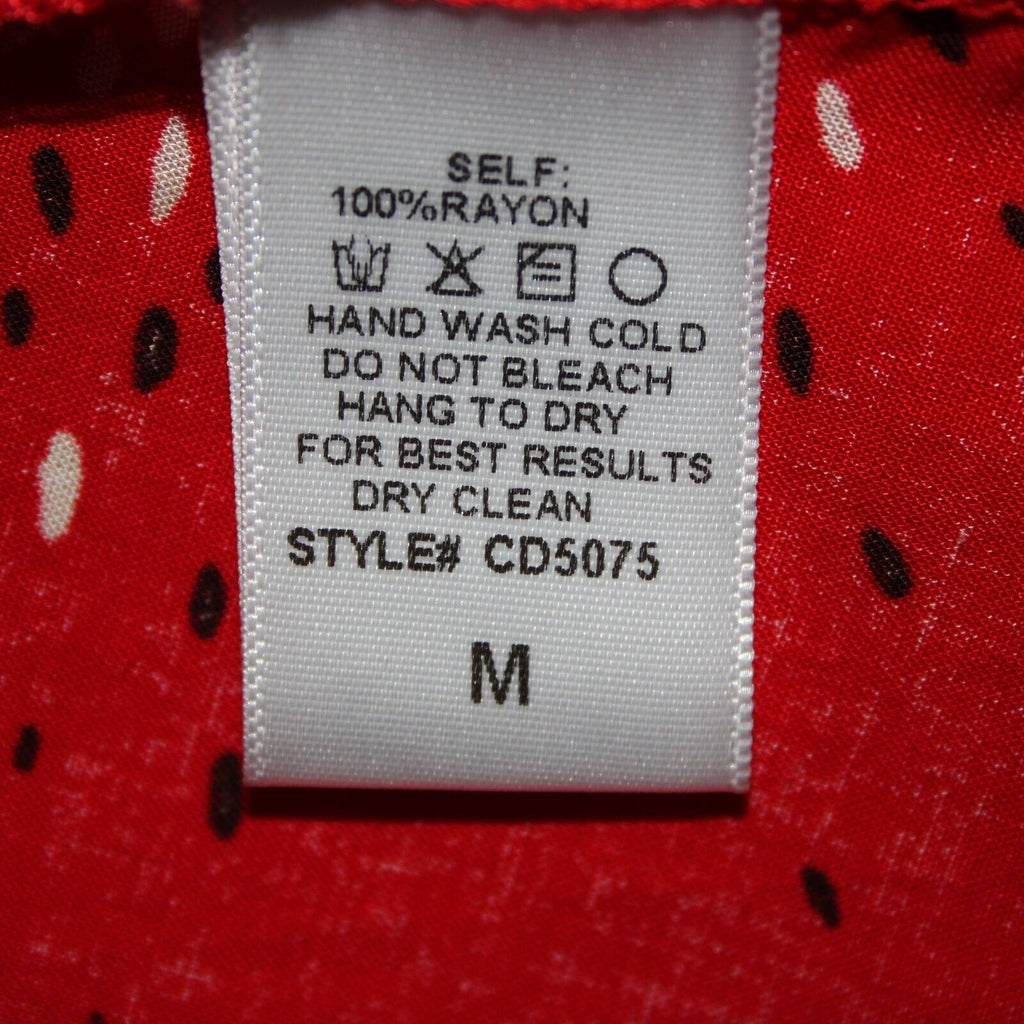 SELF:
100%RAYON
HAND WASH COLD
DO NOT BLEACH
HANG TO DRY
FOR BEST RESULTS
DRY CLEAN
STYLE# CD5075
M